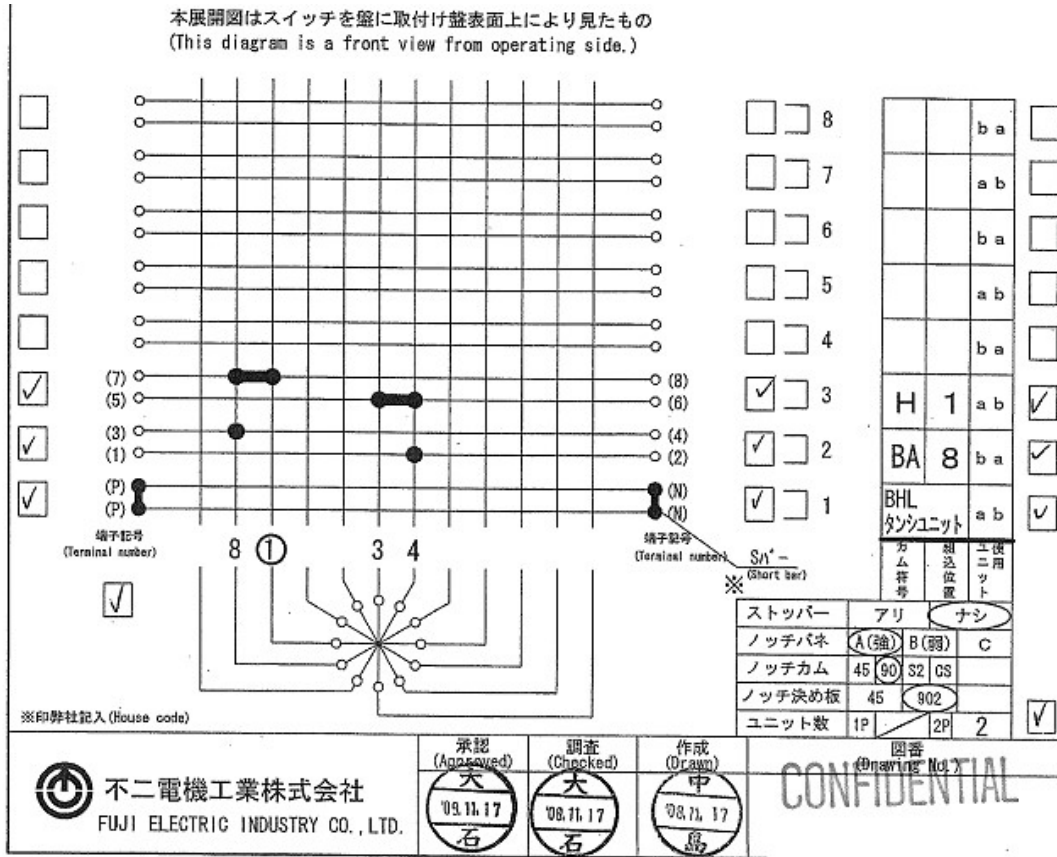 本展開図はスイッチを盤に取付け盤表面上により見たもの
(This diagram is a front view from operating side.)
8 b a
7 a b
6 b a
5 a b
4 b a
(7) (8) 3 H 1 a b
(5) (6)
(3) (4) 2 BA 8 b a
(1) (2)
(P) (N) 1 BHL タンシユニット a b
(P) (N)
端子記号
(Terminal number)
8 ① 3 4
端子記号
(Terminal number)
Sバー
(Short bar)
※
カム符号 組込位置 使用ユニット
ストッパー アリ ナシ
ノッチバネ A(強) B(弱) C
ノッチカム 45 90 S2 CS
ノッチ決め板 45 902
ユニット数 1P 2P 2
※印弊社記入(House code)
不二電機工業株式会社
FUJI ELECTRIC INDUSTRY CO.,LTD.
承認
(Approved)
大
'09.11.17
石
調査
(Checked)
大
'09.11.17
石
作成
(Drawn)
中
'09.11.17
島
図番
(Drawing No.)
CONFIDENTIAL